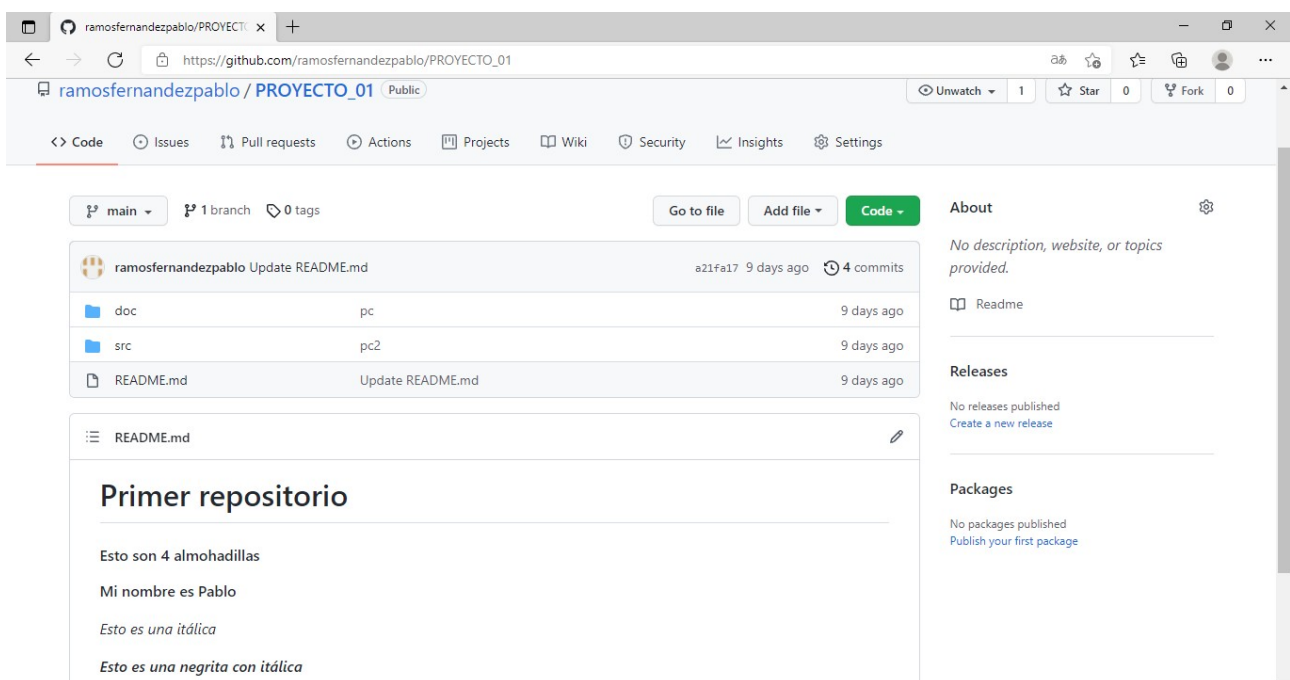 ramosfernandezpablo/PROYECT
https://github.com/ramosfernandezpablo/PROYECTO_01
ramosfernandezpablo / PROYECTO_01 Public
Unwatch 1 Star 0 Fork 0
<> Code Issues Pull requests Actions Projects Wiki Security Insights Settings
main 1 branch 0 tags Go to file Add file Code
ramosfernandezpablo Update README.md a21fa17 9 days ago 4 commits
doc pc 9 days ago
src pc2 9 days ago
README.md Update README.md 9 days ago
README.md
Primer repositorio
Esto son 4 almohadillas
Mi nombre es Pablo
Esto es una itálica
Esto es una negrita con itálica
About
No description, website, or topics
provided.
Readme
Releases
No releases published
Create a new release
Packages
No packages published
Publish your first package